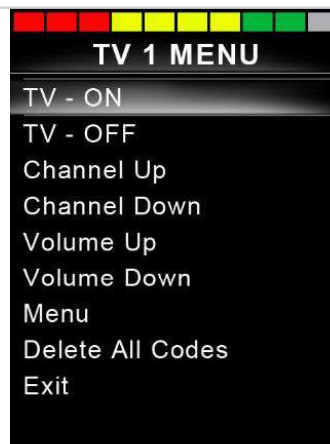 TV 1 MENU
TV - ON
TV - OFF
Channel Up
Channel Down
Volume Up
Volume Down
Menu
Delete All Codes
Exit